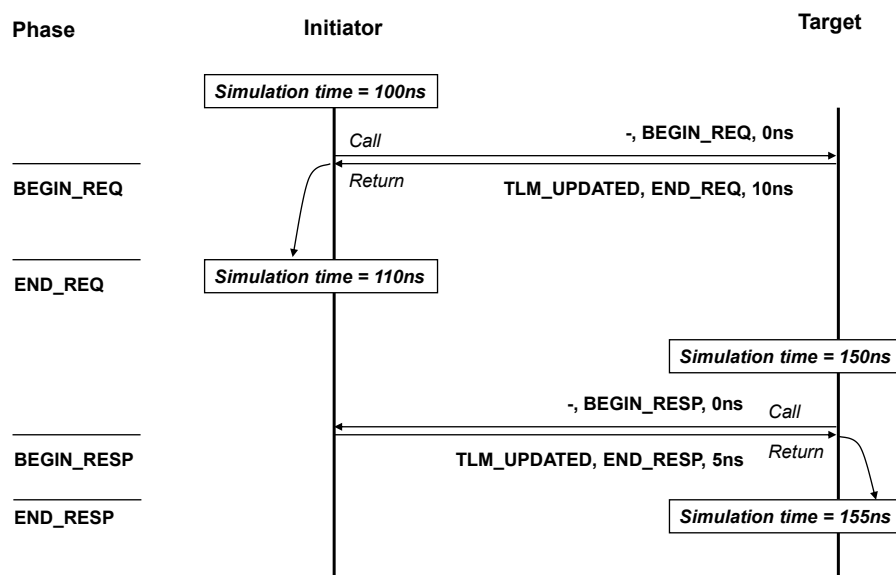 Phase Initiator Target
Simulation time = 100ns
-, BEGIN_REQ, 0ns
Call
Return
BEGIN_REQ TLM_UPDATED, END_REQ, 10ns
Simulation time = 110ns
END_REQ
Simulation time = 150ns
-, BEGIN_RESP, 0ns Call
BEGIN_RESP TLM_UPDATED, END_RESP, 5ns Return
END_RESP Simulation time = 155ns